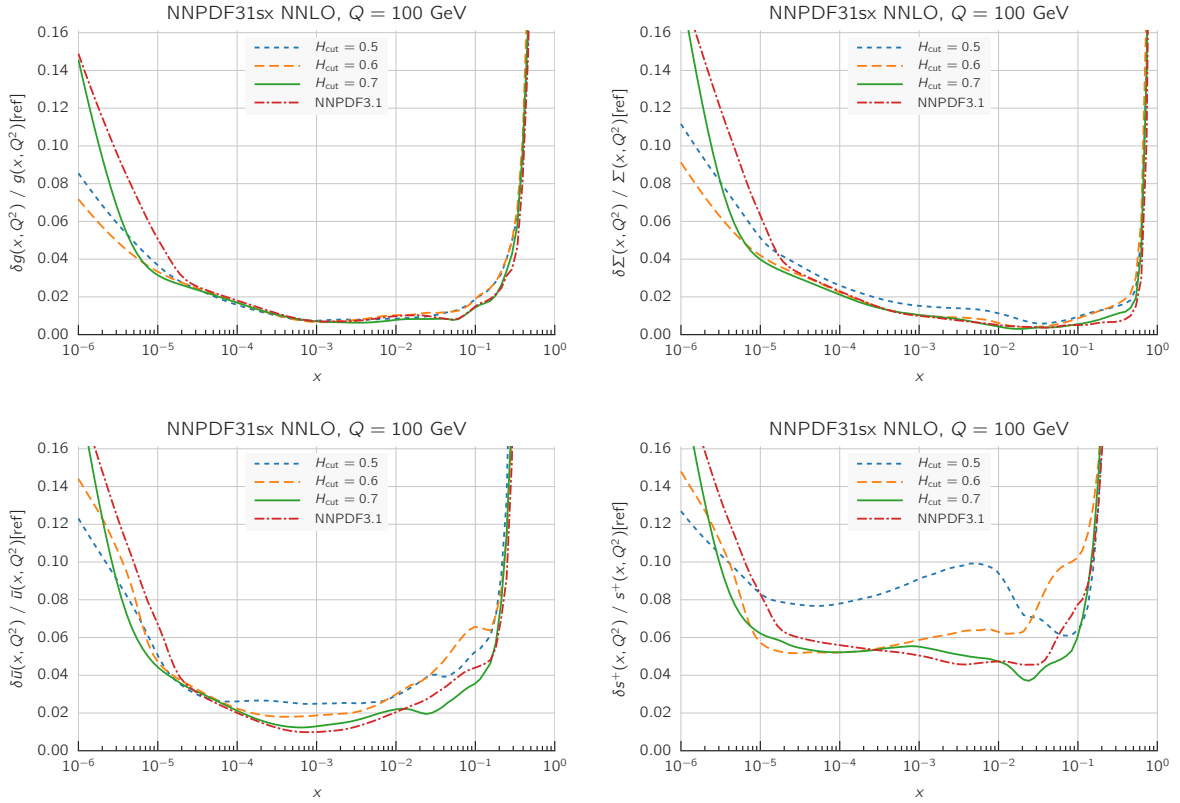 NNPDF31sx NNLO, Q = 100 GeV
δg(x, Q²) / g(x, Q²)[ref]
0.16
0.14
0.12
0.10
0.08
0.06
0.04
0.02
0.00
H_cut = 0.5
H_cut = 0.6
H_cut = 0.7
NNPDF3.1
10⁻⁶ 10⁻⁵ 10⁻⁴ 10⁻³ 10⁻² 10⁻¹ 10⁰
x
NNPDF31sx NNLO, Q = 100 GeV
δΣ(x, Q²) / Σ(x, Q²)[ref]
0.16
0.14
0.12
0.10
0.08
0.06
0.04
0.02
0.00
H_cut = 0.5
H_cut = 0.6
H_cut = 0.7
NNPDF3.1
10⁻⁶ 10⁻⁵ 10⁻⁴ 10⁻³ 10⁻² 10⁻¹ 10⁰
x
NNPDF31sx NNLO, Q = 100 GeV
δū(x, Q²) / ū(x, Q²)[ref]
0.16
0.14
0.12
0.10
0.08
0.06
0.04
0.02
0.00
H_cut = 0.5
H_cut = 0.6
H_cut = 0.7
NNPDF3.1
10⁻⁶ 10⁻⁵ 10⁻⁴ 10⁻³ 10⁻² 10⁻¹ 10⁰
x
NNPDF31sx NNLO, Q = 100 GeV
δs⁺(x, Q²) / s⁺(x, Q²)[ref]
0.16
0.14
0.12
0.10
0.08
0.06
0.04
0.02
0.00
H_cut = 0.5
H_cut = 0.6
H_cut = 0.7
NNPDF3.1
10⁻⁶ 10⁻⁵ 10⁻⁴ 10⁻³ 10⁻² 10⁻¹ 10⁰
x